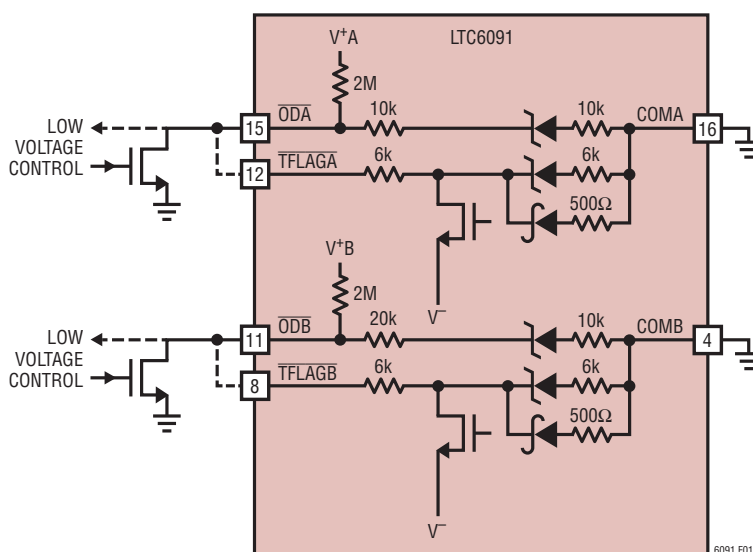 LTC6091
V+A
2M
LOW
VOLTAGE
CONTROL
15
ODA
10k
10k
COMA
16
12
TFLAGA
6k
6k
500Ω
V–
V+B
2M
LOW
VOLTAGE
CONTROL
11
ODB
20k
10k
COMB
4
8
TFLAGB
6k
6k
500Ω
V–
6091 F01